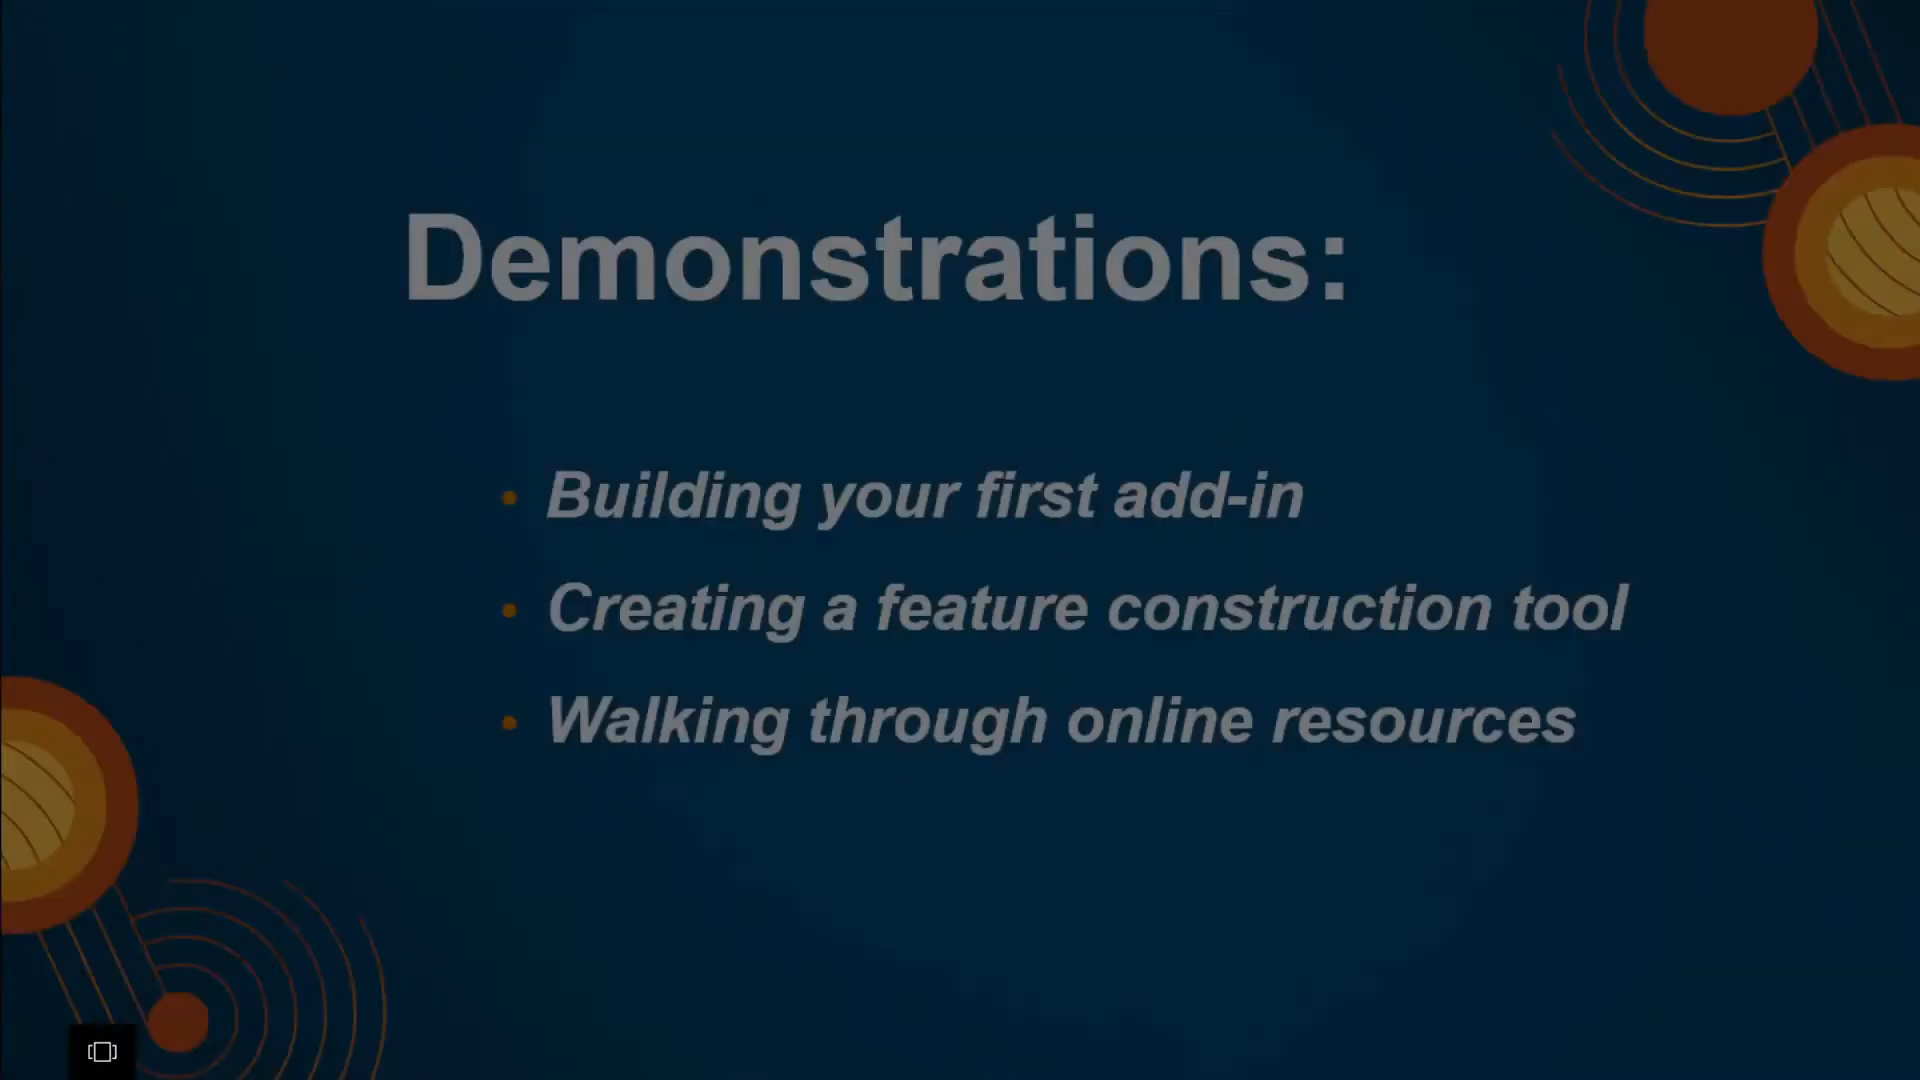 Demonstrations:
• Building your first add-in
• Creating a feature construction tool
• Walking through online resources